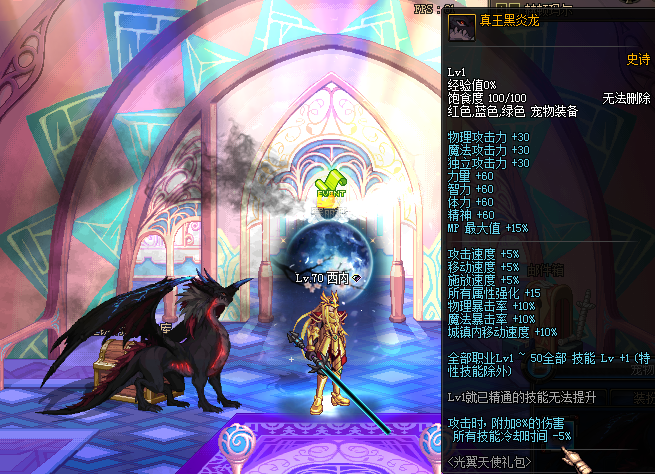 FPS
真王黑炎龙
史诗
Lv1
经验值0%
饱食度 100/100 无法删除
红色,蓝色,绿色 宠物装备
物理攻击力 +30
魔法攻击力 +30
独立攻击力 +30
力量 +60
智力 +60
体力 +60
精神 +60
MP 最大值 +15%
攻击速度 +5%
移动速度 +5%
施放速度 +5%
所有属性强化 +15
物理暴击率 +10%
魔法暴击率 +10%
城镇内移动速度 +10%
全部职业Lv1 ~ 50全部 技能 Lv +1 (特
性技能除外)
Lv1就已精通的技能无法提升
攻击时, 附加8%的伤害
所有技能冷却时间 -5%
<光翼天使礼包>
EVENT
Lv.70 西内